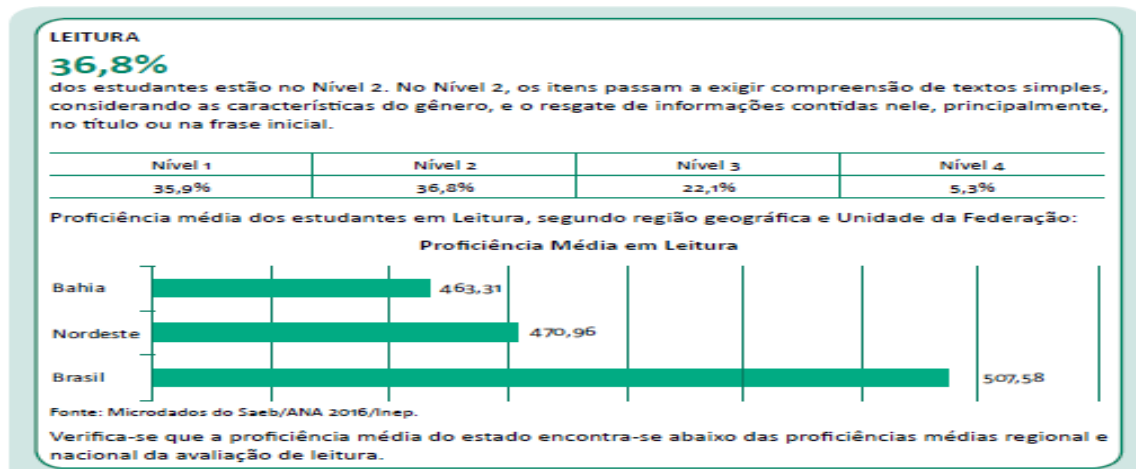 LEITURA
36,8%
dos estudantes estão no Nível 2. No Nível 2, os itens passam a exigir compreensão de textos simples,
considerando as características do gênero, e o resgate de informações contidas nele, principalmente,
no título ou na frase inicial.
Nível 1 Nível 2 Nível 3 Nível 4
35,9% 36,8% 22,1% 5,3%
Proficiência média dos estudantes em Leitura, segundo região geográfica e Unidade da Federação:
Proficiência Média em Leitura
Bahia 463,31
Nordeste 470,96
Brasil 507,58
Fonte: Microdados do Saeb/ANA 2016/Inep.
Verifica-se que a proficiência média do estado encontra-se abaixo das proficiências médias regional e
nacional da avaliação de leitura.